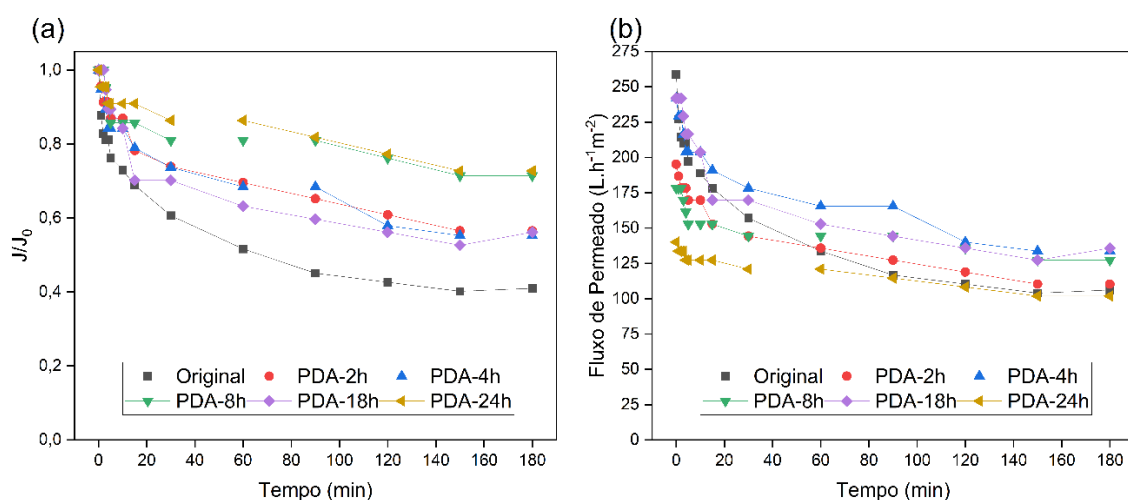 (a)
J/J0
1,0
0,8
0,6
0,4
0,2
0,0
Original PDA-2h PDA-4h
PDA-8h PDA-18h PDA-24h
0 20 40 60 80 100 120 140 160 180
Tempo (min)
(b)
Fluxo de Permeado (L.h-1m-2)
275
250
225
200
175
150
125
100
75
50
25
0
Original PDA-2h PDA-4h
PDA-8h PDA-18h PDA-24h
0 20 40 60 80 100 120 140 160 180
Tempo (min)